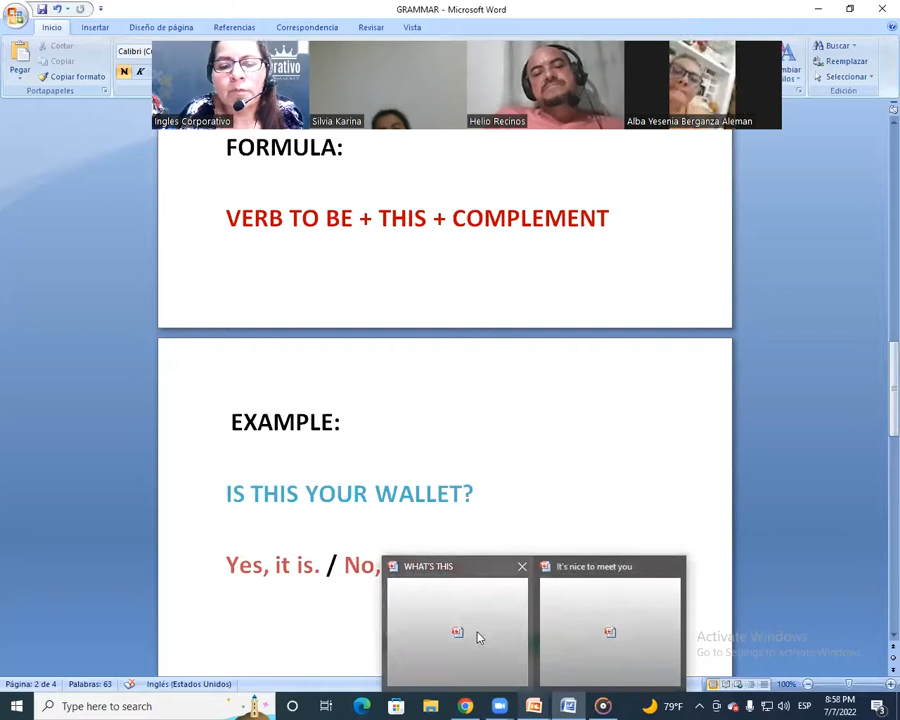 GRAMMAR - Microsoft Word
Inicio Insertar Diseño de página Referencias Correspondencia Revisar Vista
Pegar
Cortar
Copiar
Copiar formato
Portapapeles
Calibri (C
N K
Buscar
Reemplazar
Seleccionar
Edición
Ingles Corporativo
Silvia Karina
Helio Recinos
Alba Yesenia Berganza Aleman
FORMULA:
VERB TO BE + THIS + COMPLEMENT
EXAMPLE:
IS THIS YOUR WALLET?
Yes, it is. / No,
WHAT'S THIS
It's nice to meet you
Activate Windows
Go to Settings to activate Windows.
Página: 2 de 4 Palabras: 63 Inglés (Estados Unidos) 100%
Type here to search
79°F
8:58 PM
7/7/2022
3